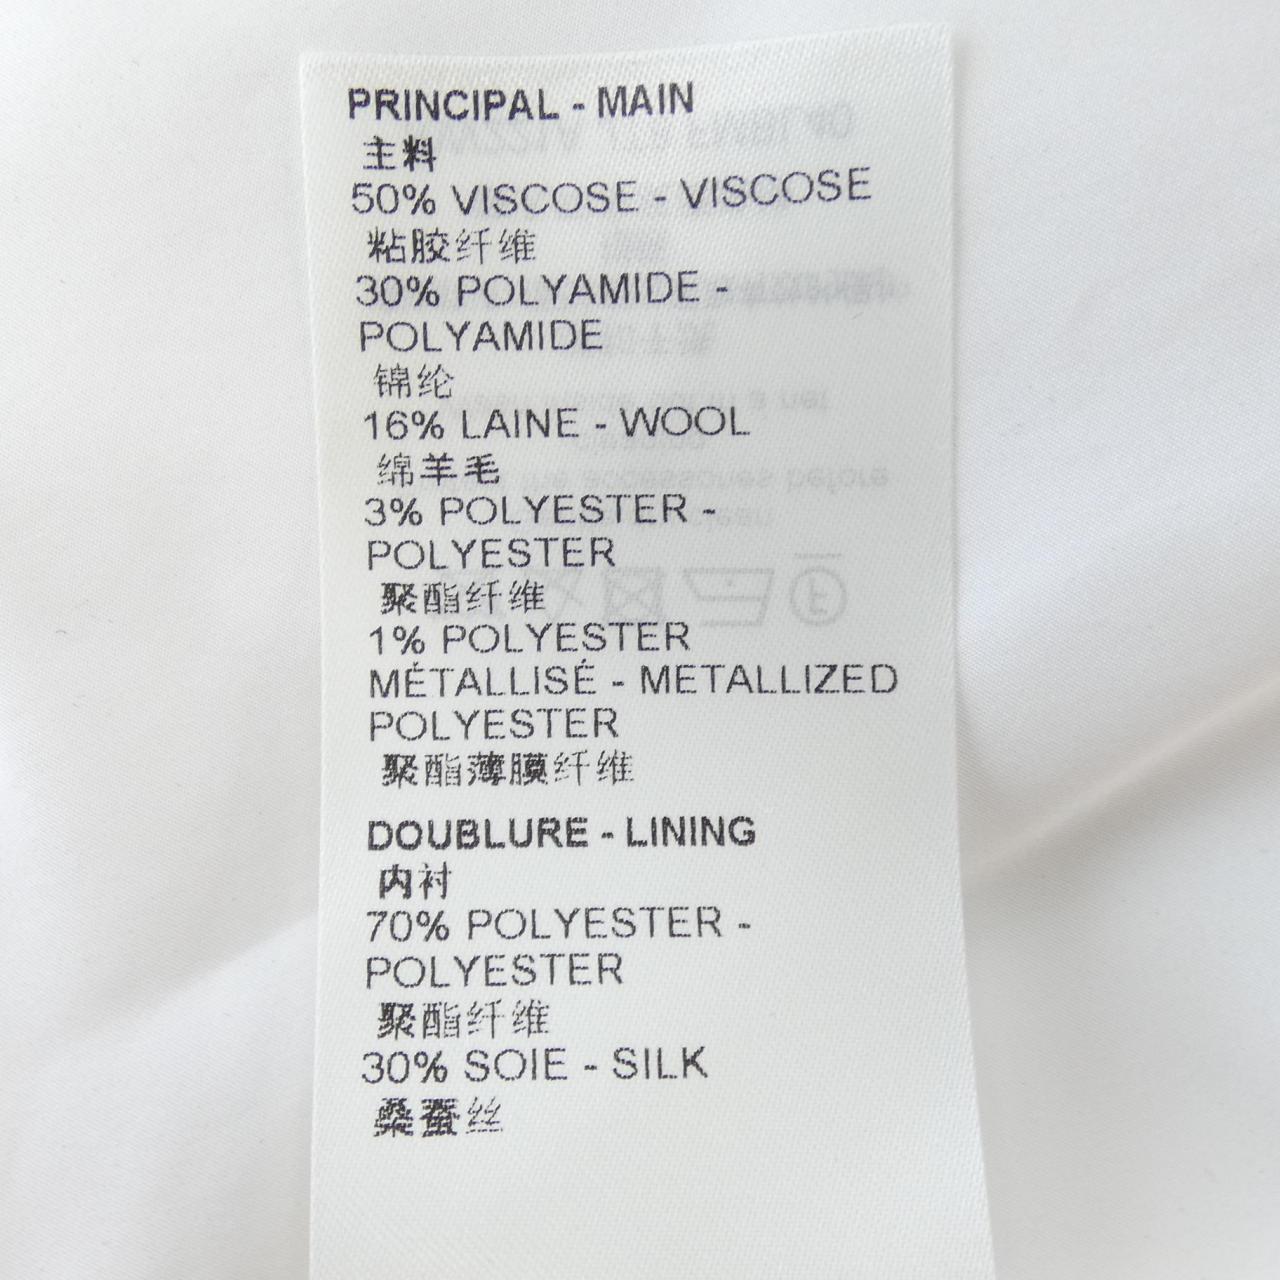 PRINCIPAL - MAIN
主料
50% VISCOSE - VISCOSE
粘胶纤维
30% POLYAMIDE -
POLYAMIDE
锦纶
16% LAINE - WOOL
绵羊毛
3% POLYESTER -
POLYESTER
聚酯纤维
1% POLYESTER
MÉTALLISÉ - METALLIZED
POLYESTER
聚酯薄膜纤维
DOUBLURE - LINING
内衬
70% POLYESTER -
POLYESTER
聚酯纤维
30% SOIE - SILK
桑蚕丝